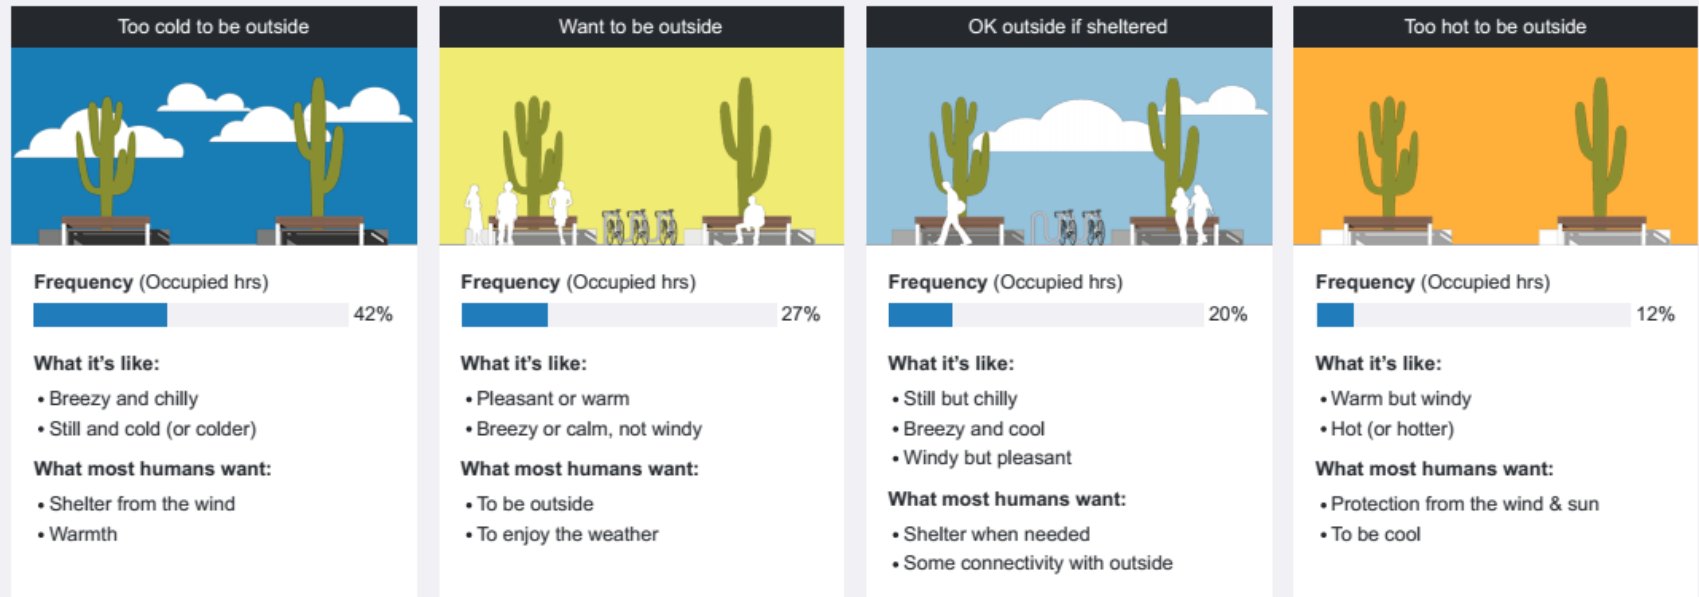 Too cold to be outside
Frequency (Occupied hrs)
42%
What it's like:
• Breezy and chilly
• Still and cold (or colder)
What most humans want:
• Shelter from the wind
• Warmth
Want to be outside
Frequency (Occupied hrs)
27%
What it's like:
• Pleasant or warm
• Breezy or calm, not windy
What most humans want:
• To be outside
• To enjoy the weather
OK outside if sheltered
Frequency (Occupied hrs)
20%
What it's like:
• Still but chilly
• Breezy and cool
• Windy but pleasant
What most humans want:
• Shelter when needed
• Some connectivity with outside
Too hot to be outside
Frequency (Occupied hrs)
12%
What it's like:
• Warm but windy
• Hot (or hotter)
What most humans want:
• Protection from the wind & sun
• To be cool